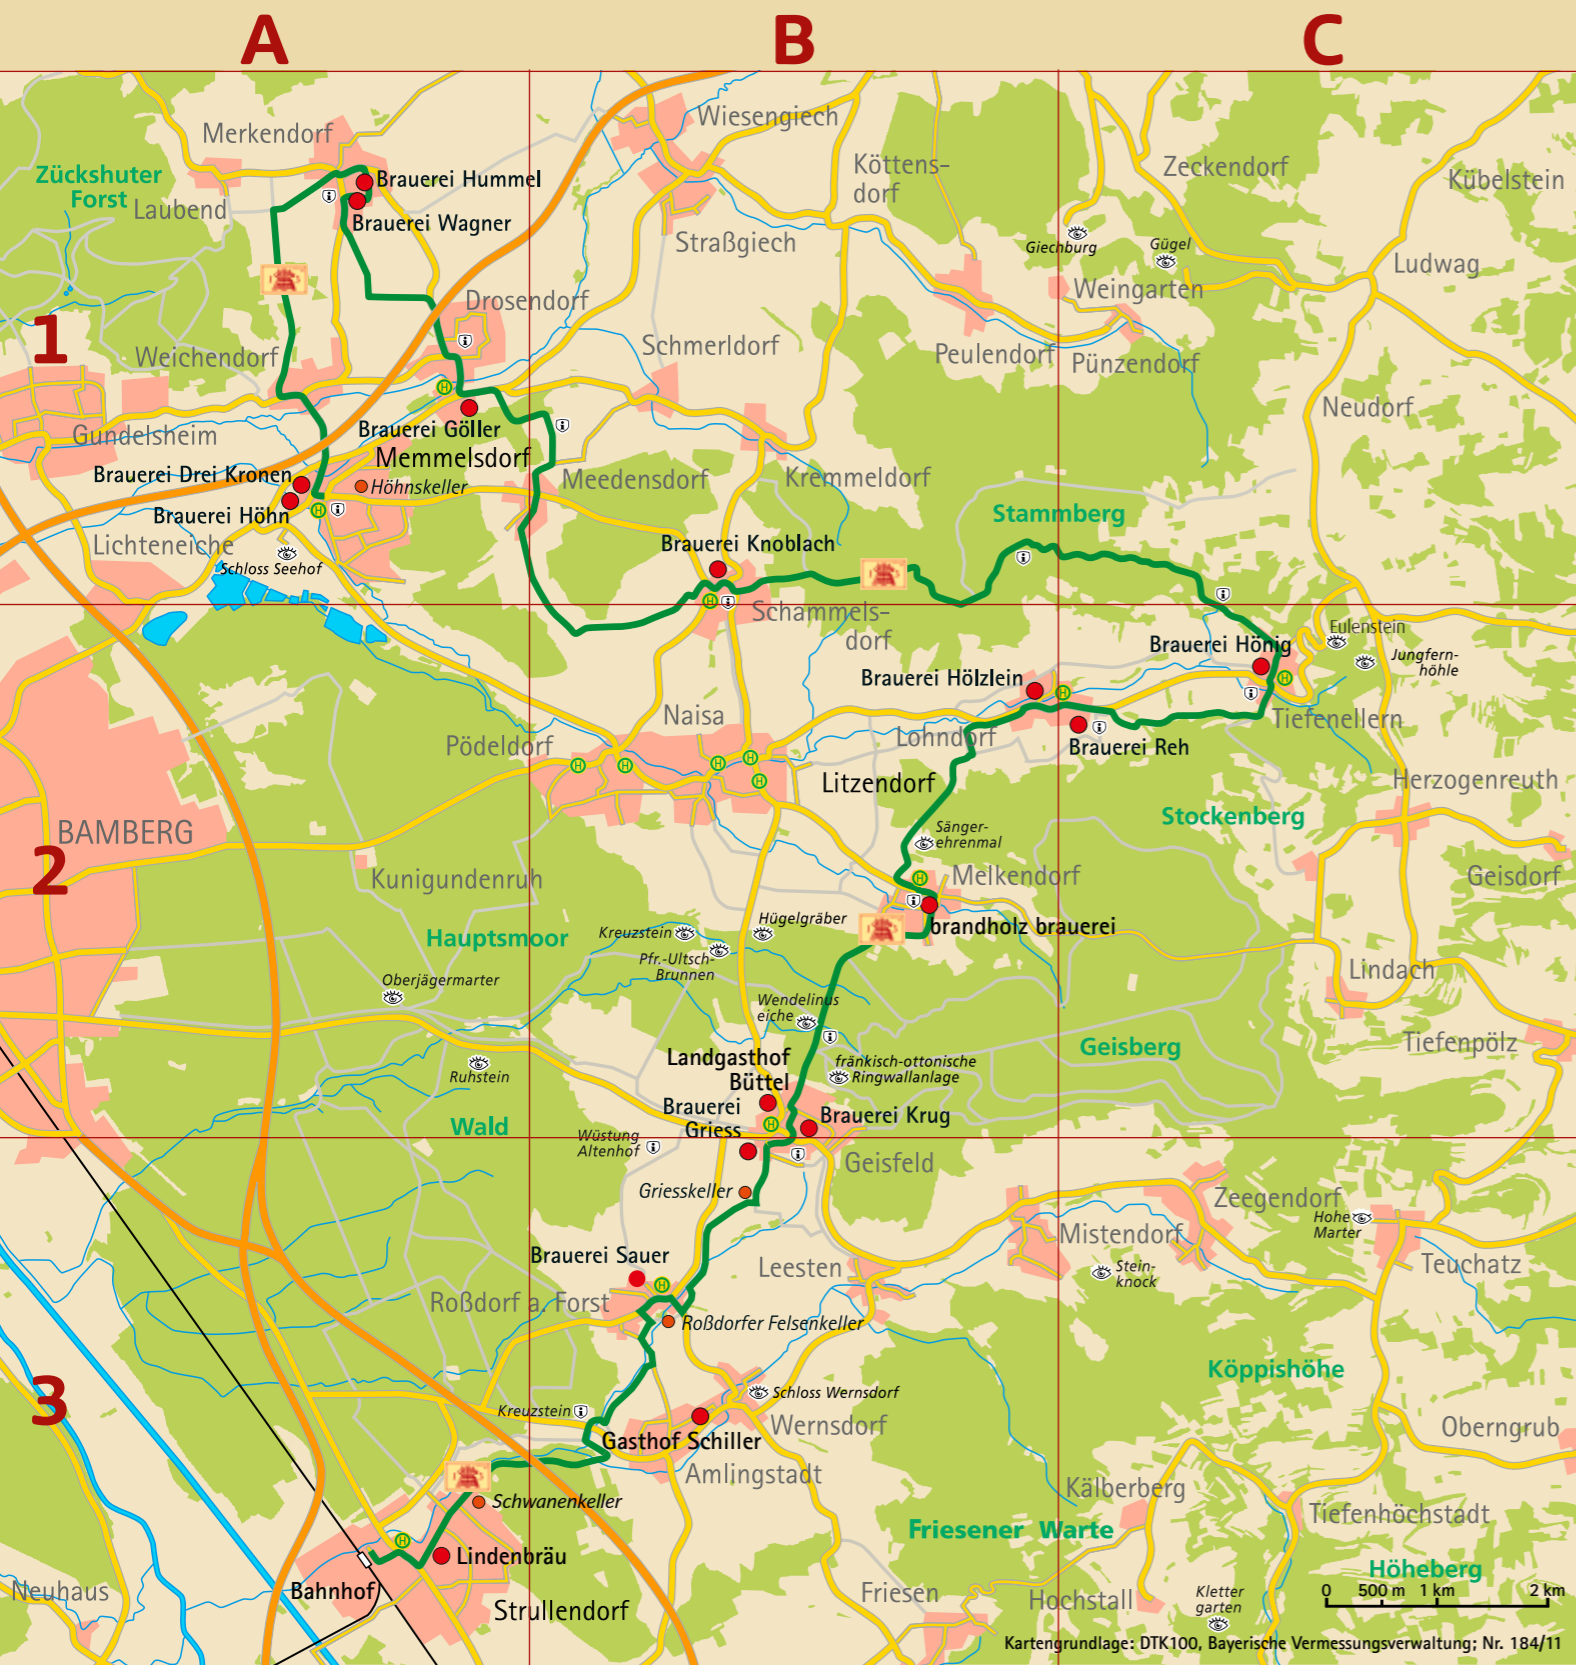 A
B
C
Merkendorf
Wiesengiech
Zückshuter
Forst
Laubend
Brauerei Hummel
Brauerei Wagner
Köttens-
dorf
Zeckendorf
Kübelstein
Straßgiech
Giechburg
Gügel
Ludwag
Weingarten
Drosendorf
1
Weichendorf
Schmerldorf
Peulendorf
Pünzendorf
Neudorf
Gundelsheim
Brauerei Göller
Memmelsdorf
Brauerei Drei Kronen
Höhnskeller
Meedensdorf
Kremmeldorf
Brauerei Höhn
Stammberg
Lichteneiche
Schloss Seehof
Brauerei Knoblach
Schammels-
dorf
Eulenstein
Brauerei Hönig
Jungfern-
höhle
Brauerei Hölzlein
Naisa
Pödeldorf
Lohndorf
Tiefenellern
Brauerei Reh
Litzendorf
Herzogenreuth
Stockenberg
BAMBERG
Sänger-
ehrenmal
2
Kunigundenruh
Melkendorf
Geisdorf
Hauptsmoor
Kreuzstein
Hügelgräber
brandholz brauerei
Pfr.-Ultsch-
Brunnen
Oberjägermarter
Lindach
Wendelinus
eiche
Tiefenpölz
Geisberg
Landgasthof
Büttel
fränkisch-ottonische
Ringwallanlage
Ruhstein
Brauerei
Griess
Brauerei Krug
Wald
Wüstung
Altenhof
Geisfeld
Griesskeller
Zeegendorf
Hohe
Marter
Mistendorf
Brauerei Sauer
Leesten
Stein-
knock
Teuchatz
Roßdorf a. Forst
Roßdorfer Felsenkeller
Köppishöhe
3
Schloss Wernsdorf
Kreuzstein
Wernsdorf
Oberngrub
Gasthof Schiller
Amlingstadt
Kälberberg
Schwanenkeller
Tiefenhöchstadt
Friesener Warte
Lindenbräu
Höheberg
Bahnhof
Neuhaus
Friesen
Hochstall
Kletter
garten
0 500 m 1 km 2 km
Strullendorf
Kartengrundlage: DTK100, Bayerische Vermessungsverwaltung; Nr. 184/11